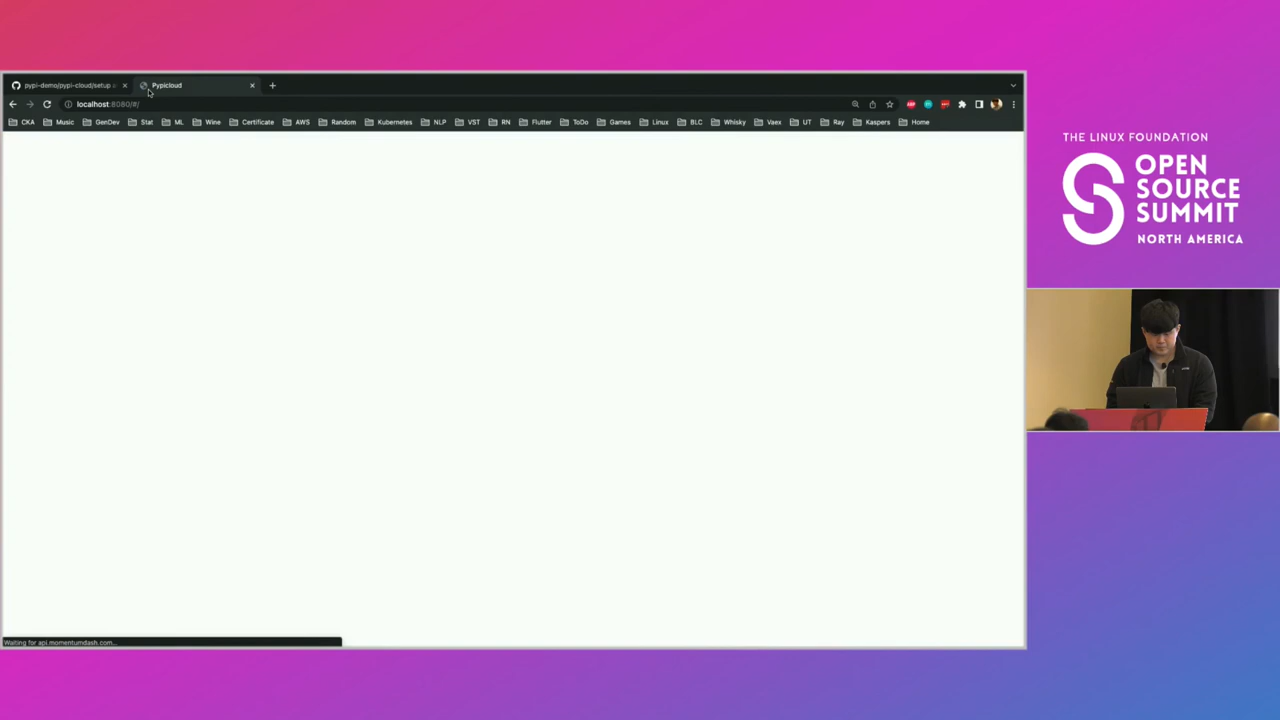 pypi-demo/pypi-cloud/setup a
Pypicloud
localhost:8080/#/
CKA Music GenDev Stat ML Wine Certificate AWS Random Kubernetes NLP VST RN Flutter ToDo Games Linux BLC Whisky Vaex UT Ray Kaspers Home
Waiting for api.momentumdash.com...
THE LINUX FOUNDATION
OPEN
SOURCE
SUMMIT
NORTH AMERICA